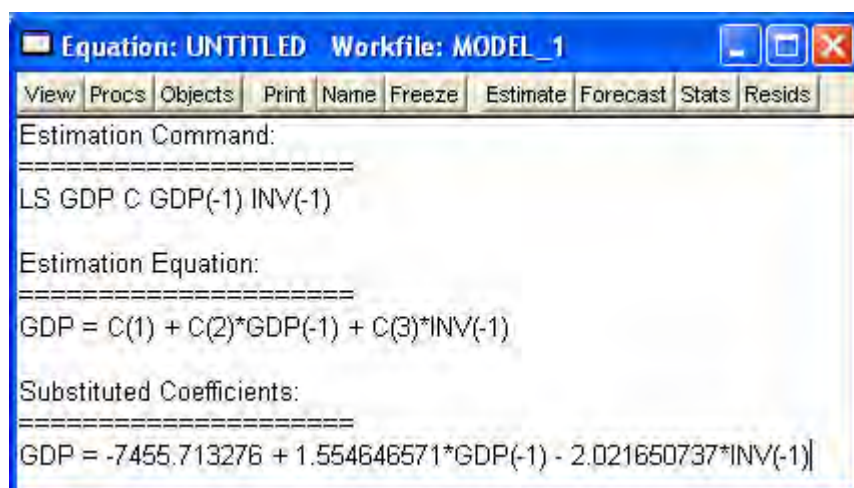 Equation: UNTITLED Workfile: MODEL_1
View Procs Objects Print Name Freeze Estimate Forecast Stats Resids
Estimation Command:
=====================
LS GDP C GDP(-1) INV(-1)
Estimation Equation:
=====================
GDP = C(1) + C(2)*GDP(-1) + C(3)*INV(-1)
Substituted Coefficients:
=====================
GDP = -7455.713276 + 1.554646571*GDP(-1) - 2.021650737*INV(-1)